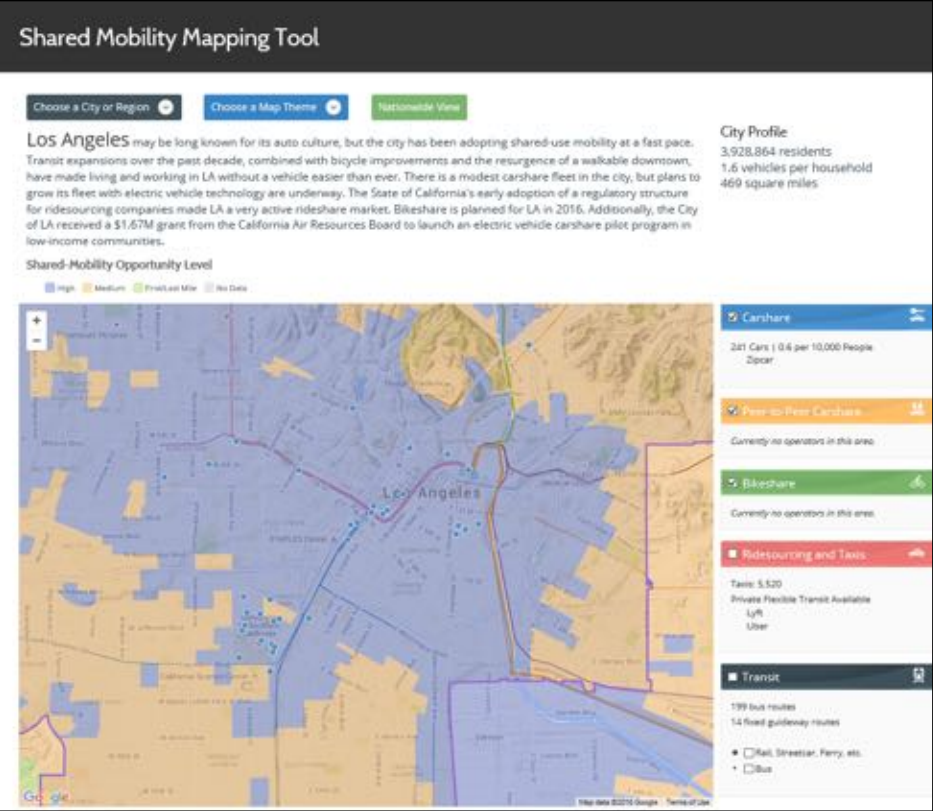 Shared Mobility Mapping Tool
Choose a City or Region
Choose a Map Theme
Nationwide View
Los Angeles may be long known for its auto culture, but the city has been adopting shared-use mobility at a fast pace.
Transit expansions over the past decade, combined with bicycle improvements and the resurgence of a walkable downtown,
have made living and working in LA without a vehicle easier than ever. There is a modest carshare fleet in the city, but plans to
grow its fleet with electric vehicle technology are underway. The State of California's early adoption of a regulatory structure
for ridesourcing companies made LA a very active rideshare market. Bikeshare is planned for LA in 2016. Additionally, the City
of LA received a $1.67M grant from the California Air Resources Board to launch an electric vehicle carshare pilot program in
low-income communities.
City Profile
3,928,864 residents
1.6 vehicles per household
469 square miles
Shared-Mobility Opportunity Level
High Medium First/Last Mile No Data
+
−
Los Angeles
Google
Map data ©2016 Google Terms of Use
Carshare
241 Cars | 0.6 per 10,000 People
Zipcar
Peer-to-Peer Carshare
Currently no operators in this area.
Bikeshare
Currently no operators in this area.
Ridesourcing and Taxis
Taxis: 5,520
Private Flexible Transit Available
Lyft
Uber
Transit
199 bus routes
14 fixed guideway routes
Rail, Streetcar, Ferry, etc.
Bus